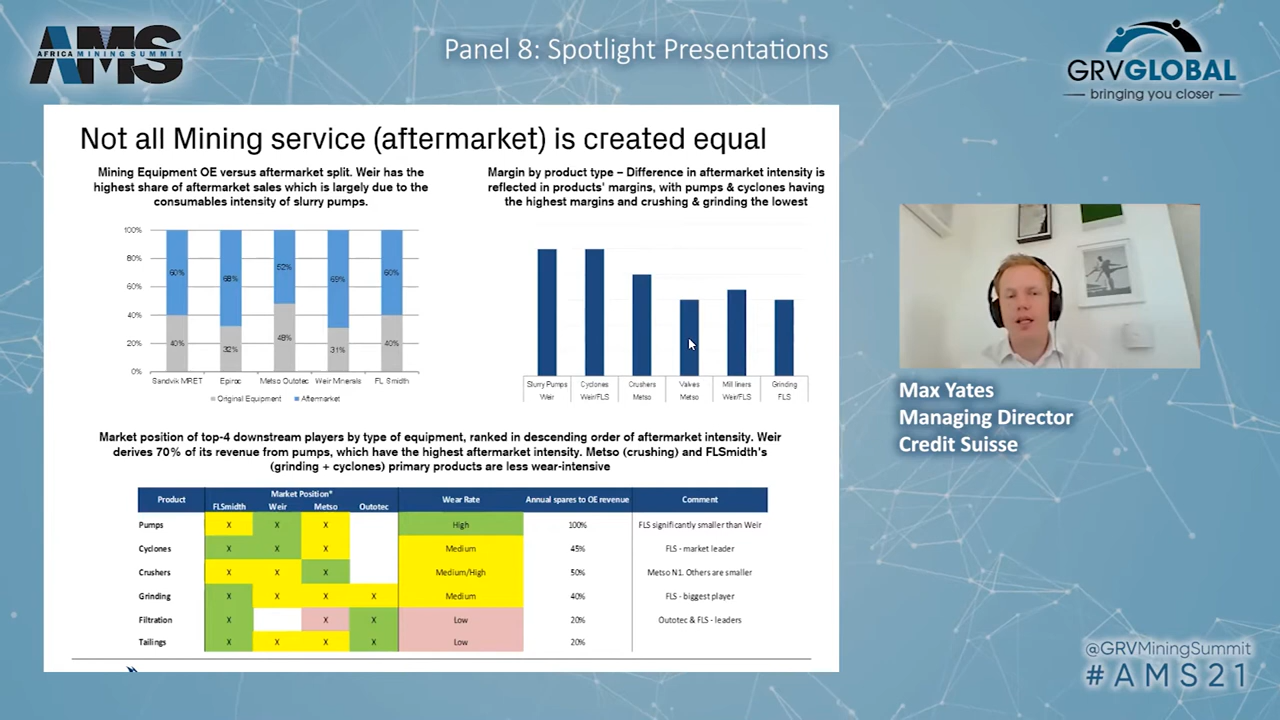 AMS
AFRICA MINING SUMMIT
Panel 8: Spotlight Presentations
GRVGLOBAL
bringing you closer
Not all Mining service (aftermarket) is created equal
Mining Equipment OE versus aftermarket split. Weir has the
highest share of aftermarket sales which is largely due to the
consumables intensity of slurry pumps.
100%
80%
60%
40%
20%
0%
60% 68% 52% 69% 60%
40% 32% 48% 31% 40%
Sandvik MRET Epiroc Metso Outotec Weir Minerals FL Smidth
Original Equipment Aftermarket
Margin by product type – Difference in aftermarket intensity is
reflected in products' margins, with pumps & cyclones having
the highest margins and crushing & grinding the lowest
Slurry Pumps Cyclones Crushers Valves Mill liners Grinding
Weir Weir/FLS Metso Metso Weir/FLS FLS
Market position of top-4 downstream players by type of equipment, ranked in descending order of aftermarket intensity. Weir
derives 70% of its revenue from pumps, which have the highest aftermarket intensity. Metso (crushing) and FLSmidth's
(grinding + cyclones) primary products are less wear-intensive
Product Market Position* Wear Rate Annual spares to OE revenue Comment
FLSmidth Weir Metso Outotec
Pumps X X X High 100% FLS significantly smaller than Weir
Cyclones X X X Medium 45% FLS - market leader
Crushers X X X Medium/High 50% Metso N1. Others are smaller
Grinding X X X X Medium 40% FLS - biggest player
Filtration X X X Low 20% Outotec & FLS - leaders
Tailings X X X X Low 20%
Max Yates
Managing Director
Credit Suisse
@GRVMiningSummit
#AMS21